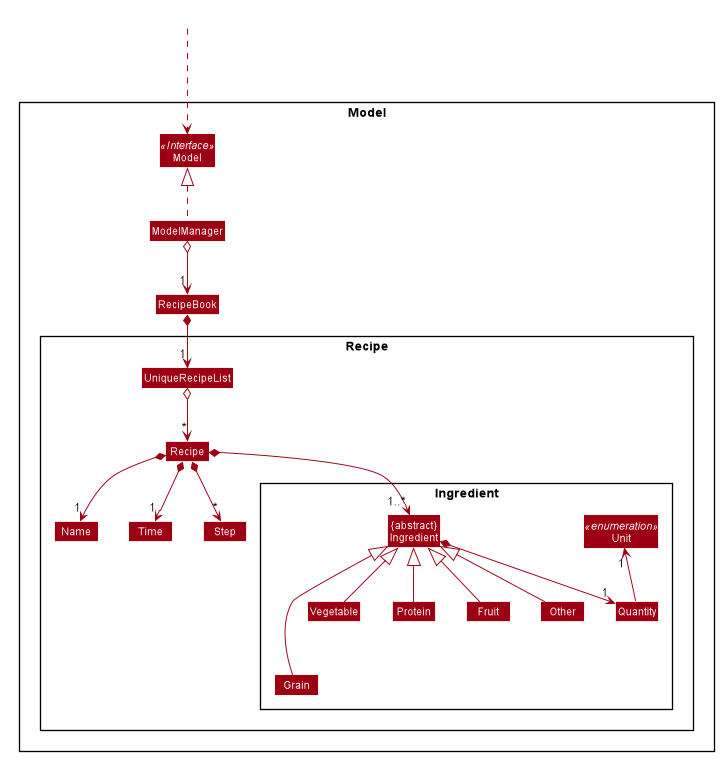 Model
«Interface»
Model
ModelManager
1
RecipeBook
Recipe
1
UniqueRecipeList
*
Recipe
Ingredient
1
1
*
1..*
Name
Time
Step
{abstract}
Ingredient
«enumeration»
Unit
1
1
Vegetable
Protein
Fruit
Other
Quantity
Grain